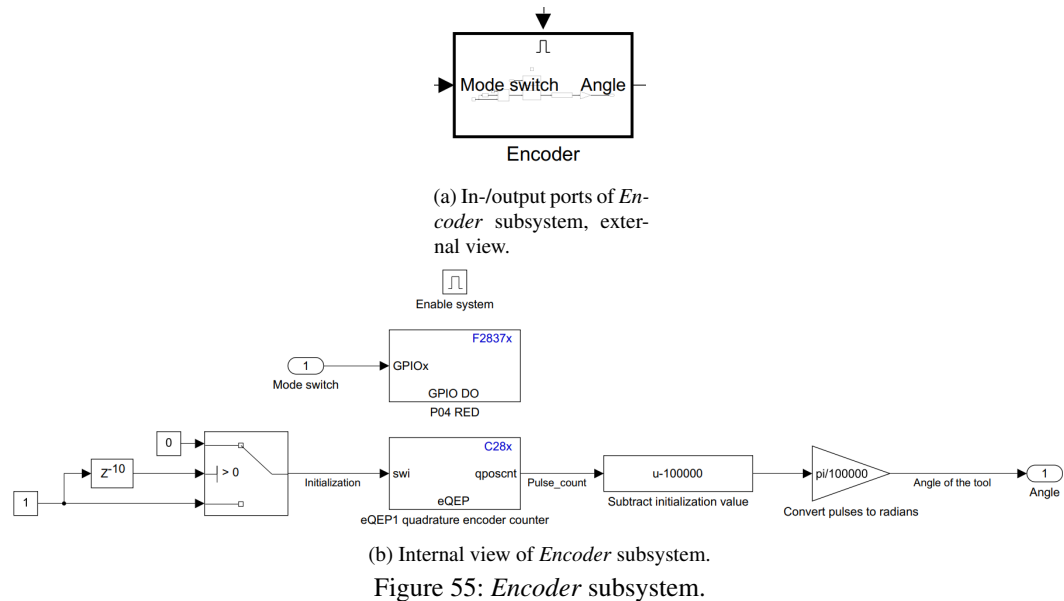 Mode switch
Angle
Encoder
(a) In-/output ports of En-
coder subsystem, exter-
nal view.
Enable system
F2837x
1
GPIOx
Mode switch
GPIO DO
P04 RED
0
C28x
Z-10
> 0
swi
qposcnt
u-100000
pi/100000
1
Initialization
Pulse_count
Angle of the tool
Angle
1
eQEP
Subtract initialization value
Convert pulses to radians
eQEP1 quadrature encoder counter
(b) Internal view of Encoder subsystem.
Figure 55: Encoder subsystem.